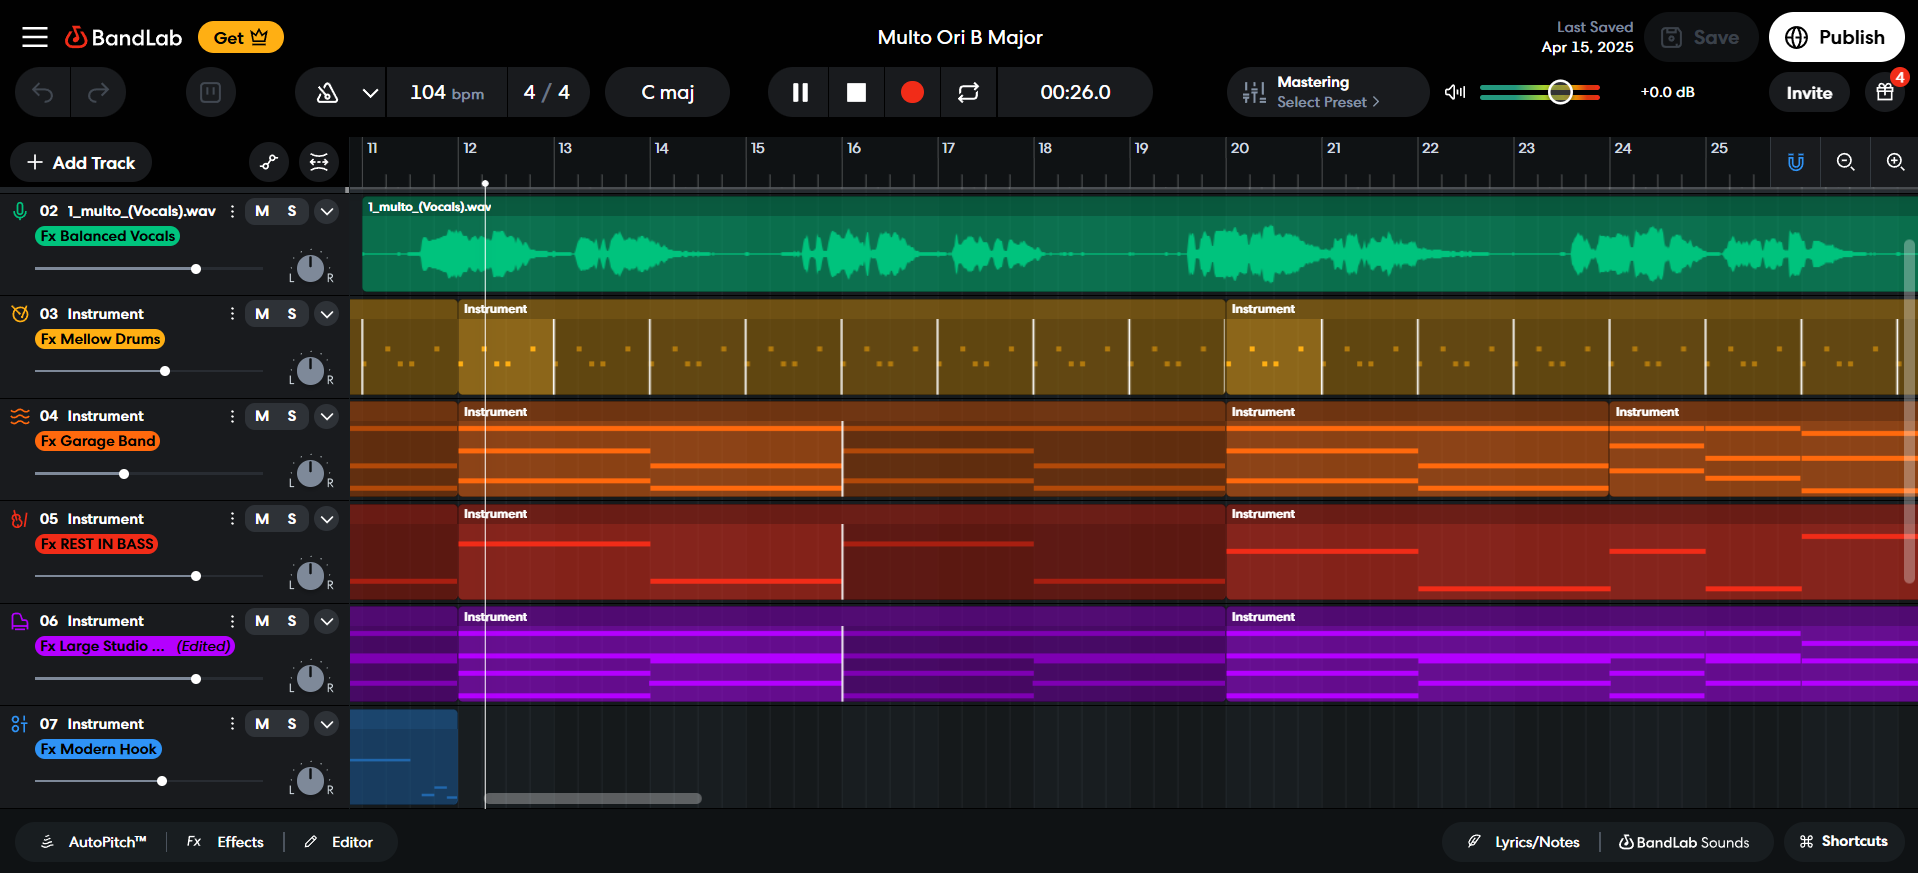 BandLab
Get
Multo Ori B Major
Last Saved
Apr 15, 2025
Save
Publish
104 bpm
4 / 4
C maj
00:26.0
Mastering
Select Preset >
+0.0 dB
Invite
4
+ Add Track
11 12 13 14 15 16 17 18 19 20 21 22 23 24 25
02 1_multo_(Vocals).wav M S
Fx Balanced Vocals
L R
1_multo_(Vocals).wav
03 Instrument M S
Fx Mellow Drums
L R
Instrument Instrument
04 Instrument M S
Fx Garage Band
L R
Instrument Instrument Instrument
05 Instrument M S
Fx REST IN BASS
L R
Instrument Instrument
06 Instrument M S
Fx Large Studio ... (Edited)
L R
Instrument Instrument
07 Instrument M S
Fx Modern Hook
L R
AutoPitch™ Fx Effects Editor
Lyrics/Notes BandLab Sounds ⌘ Shortcuts